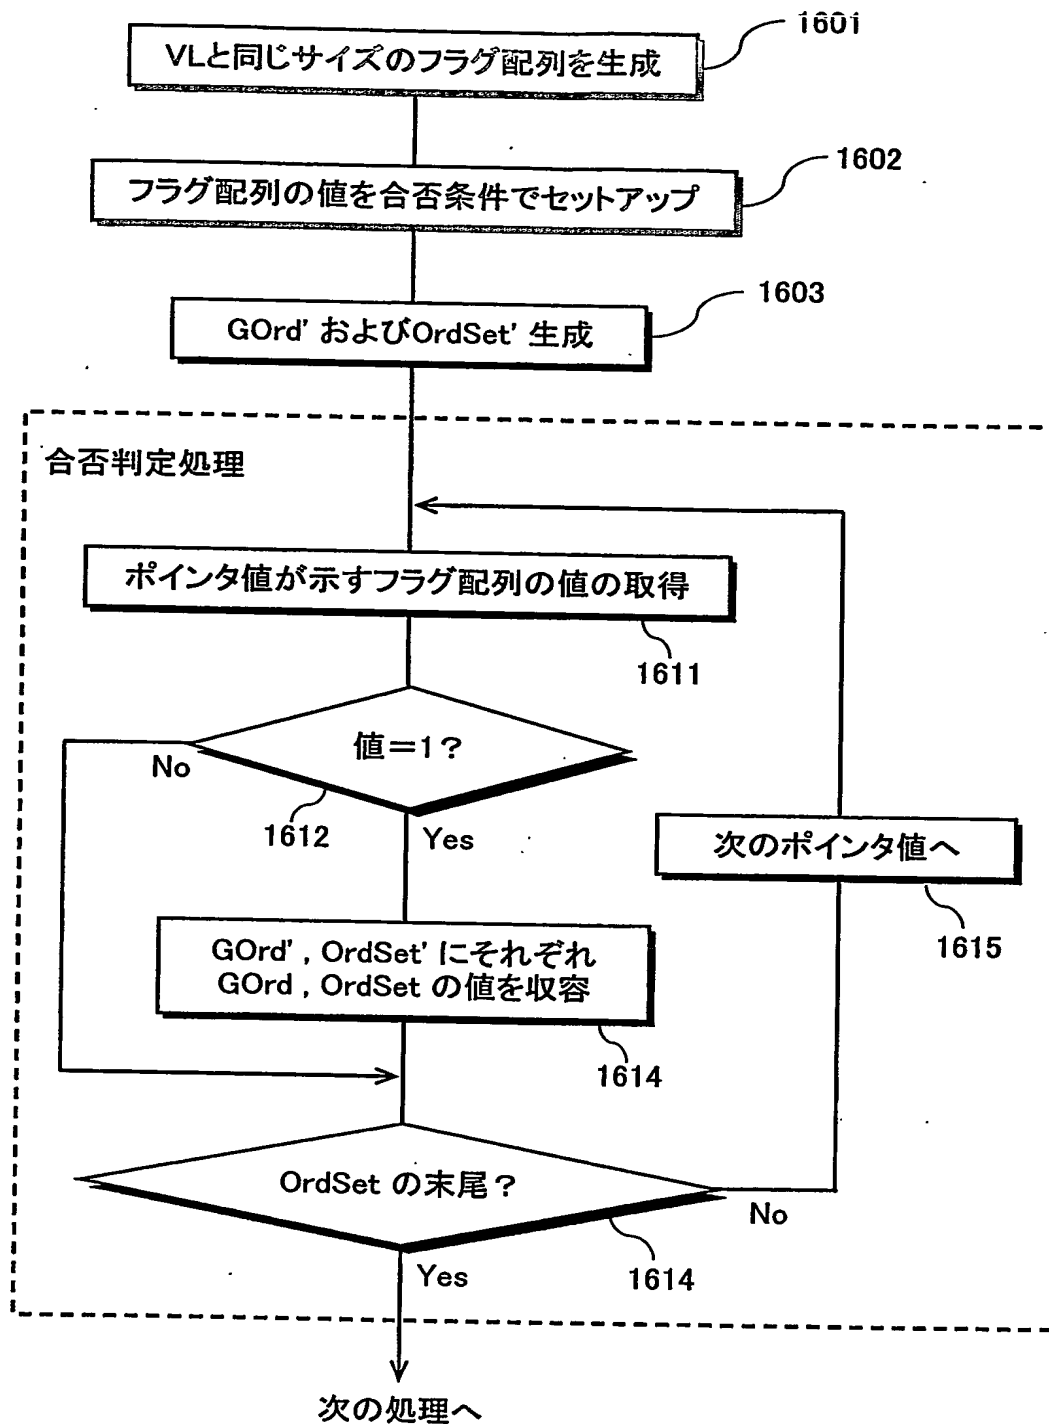 1601
VLと同じサイズのフラグ配列を生成
1602
フラグ配列の値を合否条件でセットアップ
1603
GOrd' およびOrdSet' 生成
合否判定処理
ポインタ値が示すフラグ配列の値の取得
1611
値＝1？
No
1612
Yes
次のポインタ値へ
1615
GOrd' , OrdSet' にそれぞれ
GOrd , OrdSet の値を収容
1614
OrdSet の末尾？
No
Yes
1614
次の処理へ